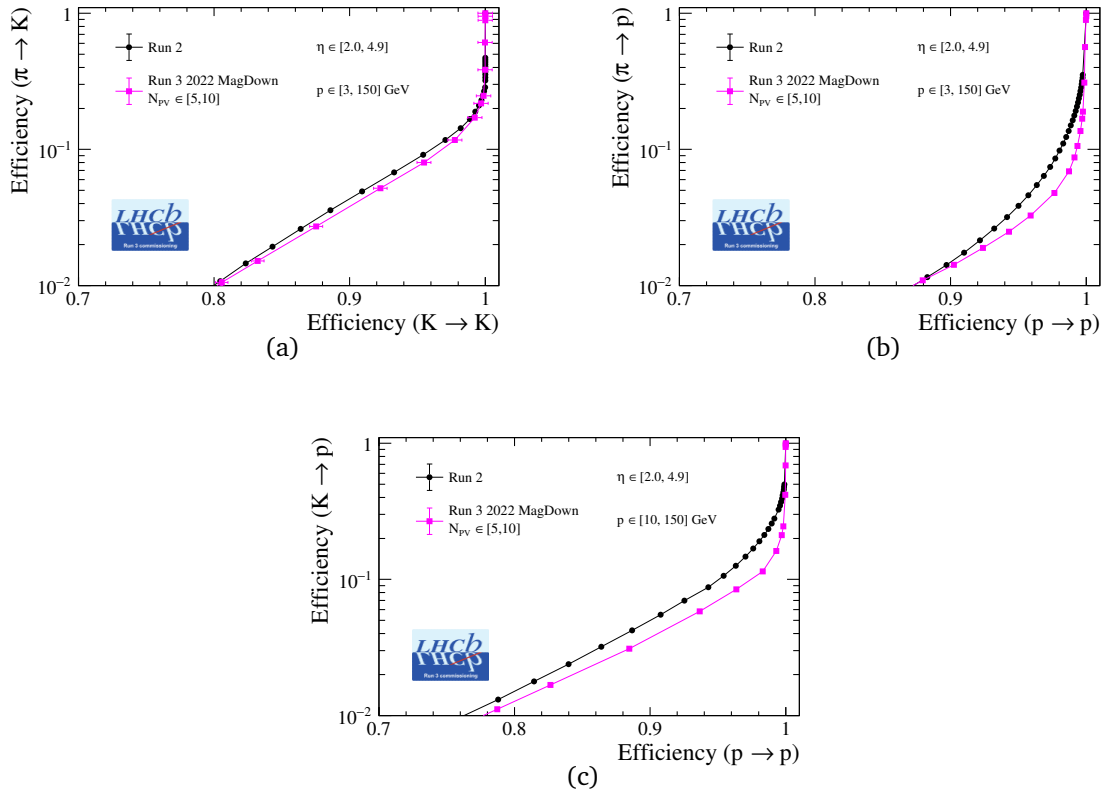 Efficiency (π → K)
1
10⁻¹
10⁻²
Run 2
Run 3 2022 MagDown
N_PV ∈ [5,10]
η ∈ [2.0, 4.9]
p ∈ [3, 150] GeV
LHCb
LHCb
Run 3 commissioning
0.7 0.8 0.9 1
Efficiency (K → K)
(a)
Efficiency (π → p)
1
10⁻¹
10⁻²
Run 2
Run 3 2022 MagDown
N_PV ∈ [5,10]
η ∈ [2.0, 4.9]
p ∈ [3, 150] GeV
LHCb
LHCb
Run 3 commissioning
0.7 0.8 0.9 1
Efficiency (p → p)
(b)
Efficiency (K → p)
1
10⁻¹
10⁻²
Run 2
Run 3 2022 MagDown
N_PV ∈ [5,10]
η ∈ [2.0, 4.9]
p ∈ [10, 150] GeV
LHCb
LHCb
Run 3 commissioning
0.7 0.8 0.9 1
Efficiency (p → p)
(c)